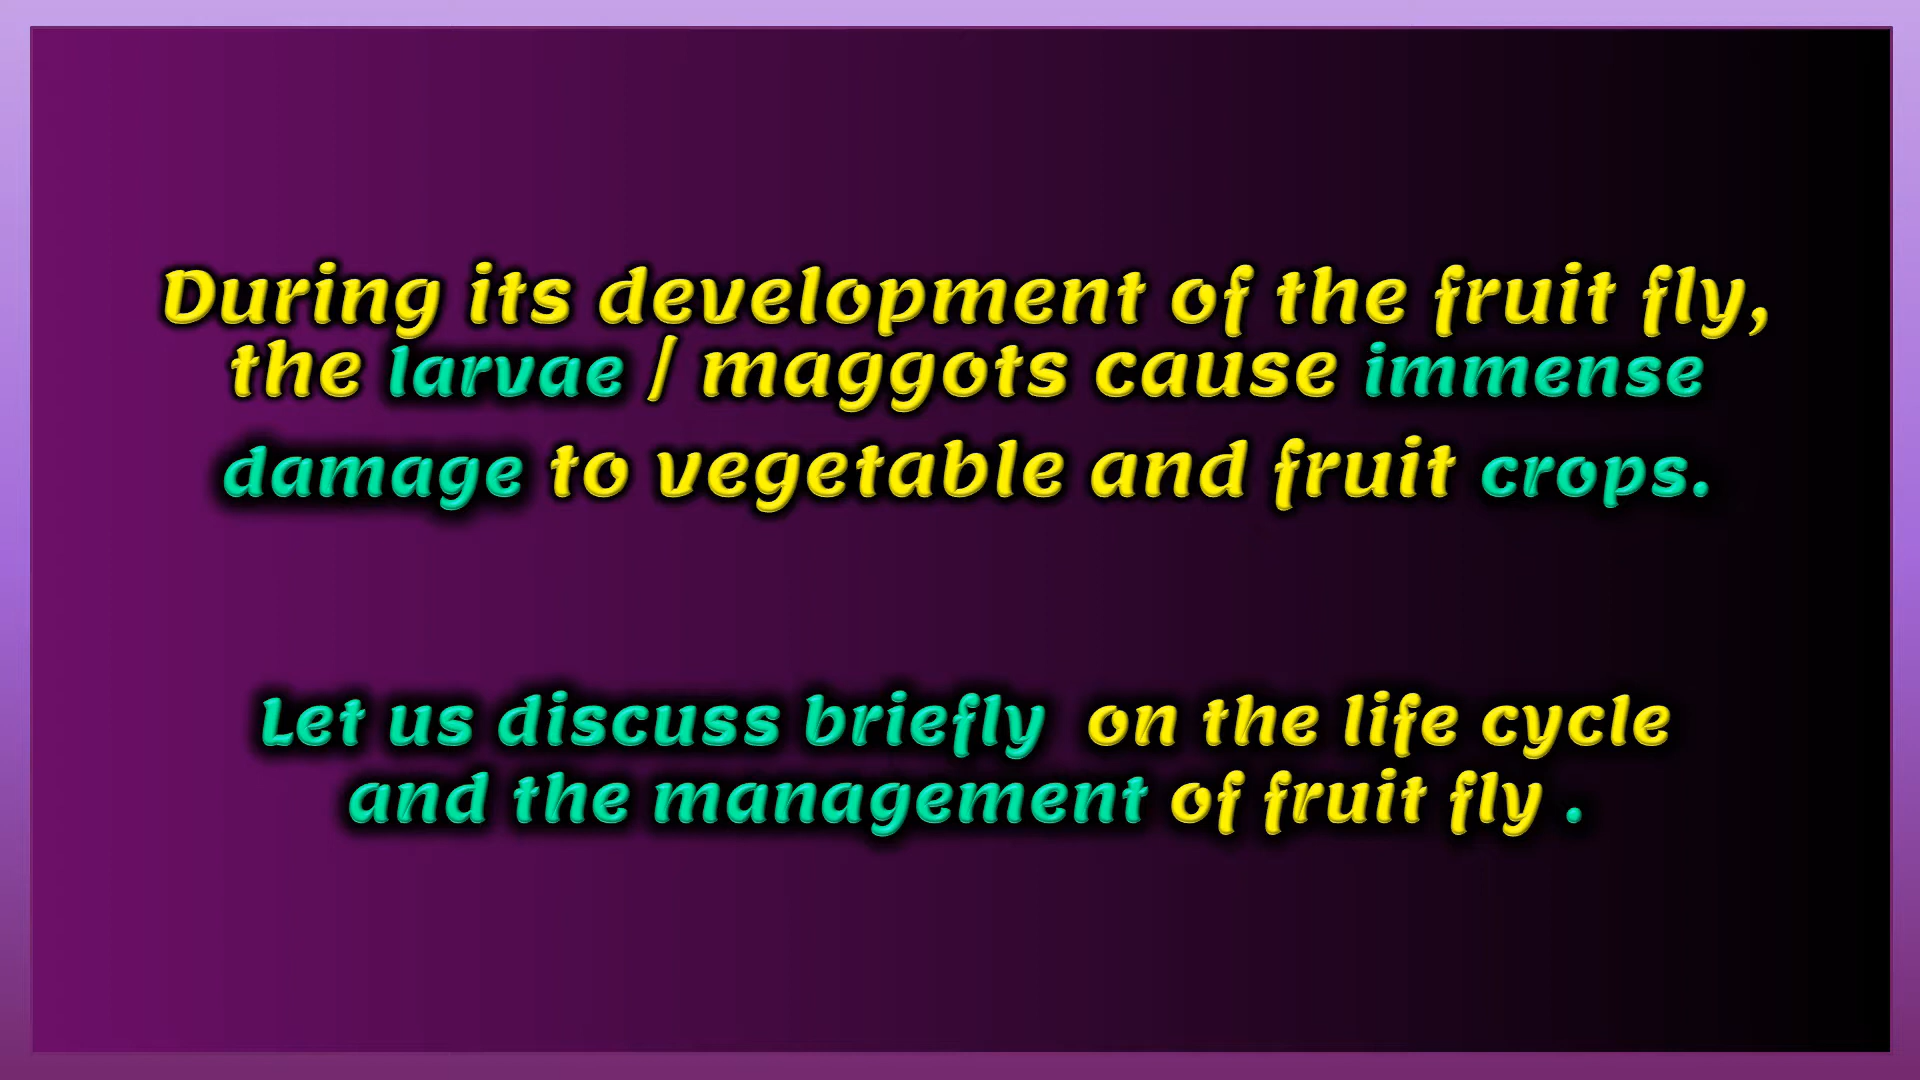 During its development of the fruit fly,
the larvae / maggots cause immense
damage to vegetable and fruit crops.
Let us discuss briefly on the life cycle
and the management of fruit fly .